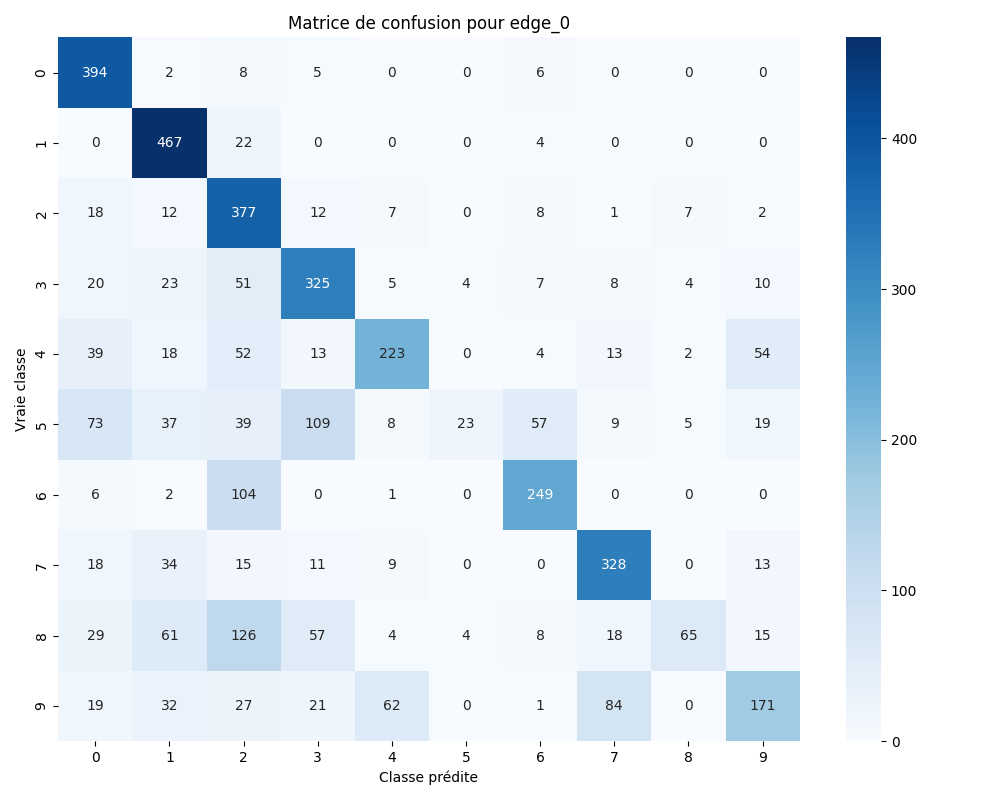 Matrice de confusion pour edge_0
0 394 2 8 5 0 0 6 0 0 0
1 0 467 22 0 0 0 4 0 0 0
2 18 12 377 12 7 0 8 1 7 2
3 20 23 51 325 5 4 7 8 4 10
4 39 18 52 13 223 0 4 13 2 54
5 73 37 39 109 8 23 57 9 5 19
6 6 2 104 0 1 0 249 0 0 0
7 18 34 15 11 9 0 0 328 0 13
8 29 61 126 57 4 4 8 18 65 15
9 19 32 27 21 62 0 1 84 0 171
0 1 2 3 4 5 6 7 8 9
Classe prédite
Vraie classe
400
300
200
100
0